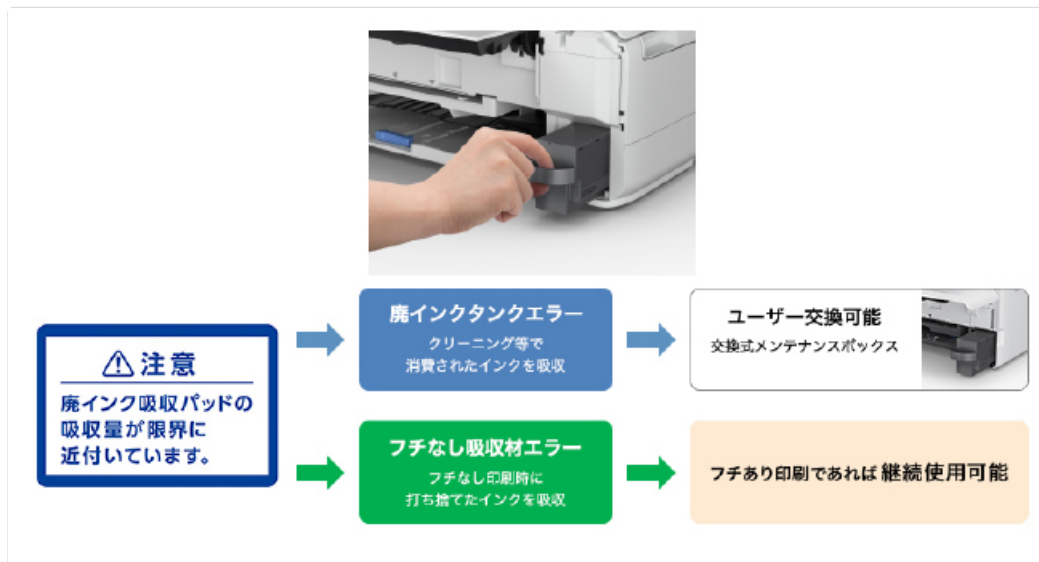 ⚠注意
廃インク吸収パッドの
吸収量が限界に
近付いています。
廃インクタンクエラー
クリーニング等で
消費されたインクを吸収
ユーザー交換可能
交換式メンテナンスボックス
フチなし吸収材エラー
フチなし印刷時に
打ち捨てたインクを吸収
フチあり印刷であれば継続使用可能